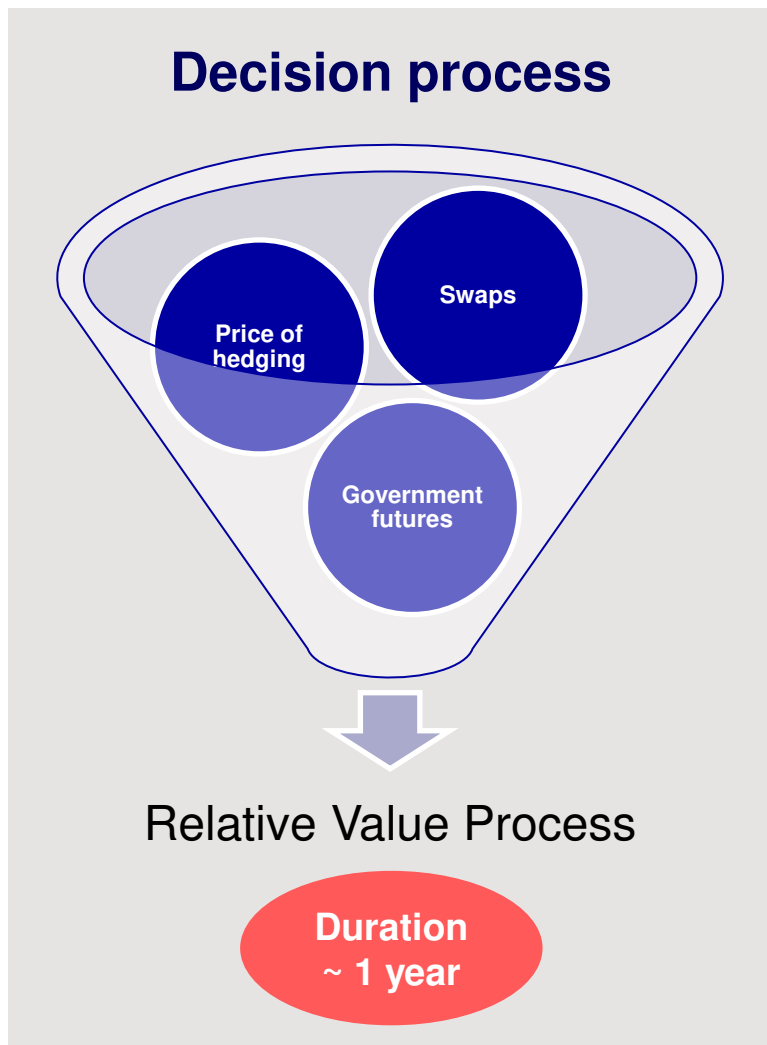 Decision process
Swaps
Price of
hedging
Government
futures
Relative Value Process
Duration
~ 1 year